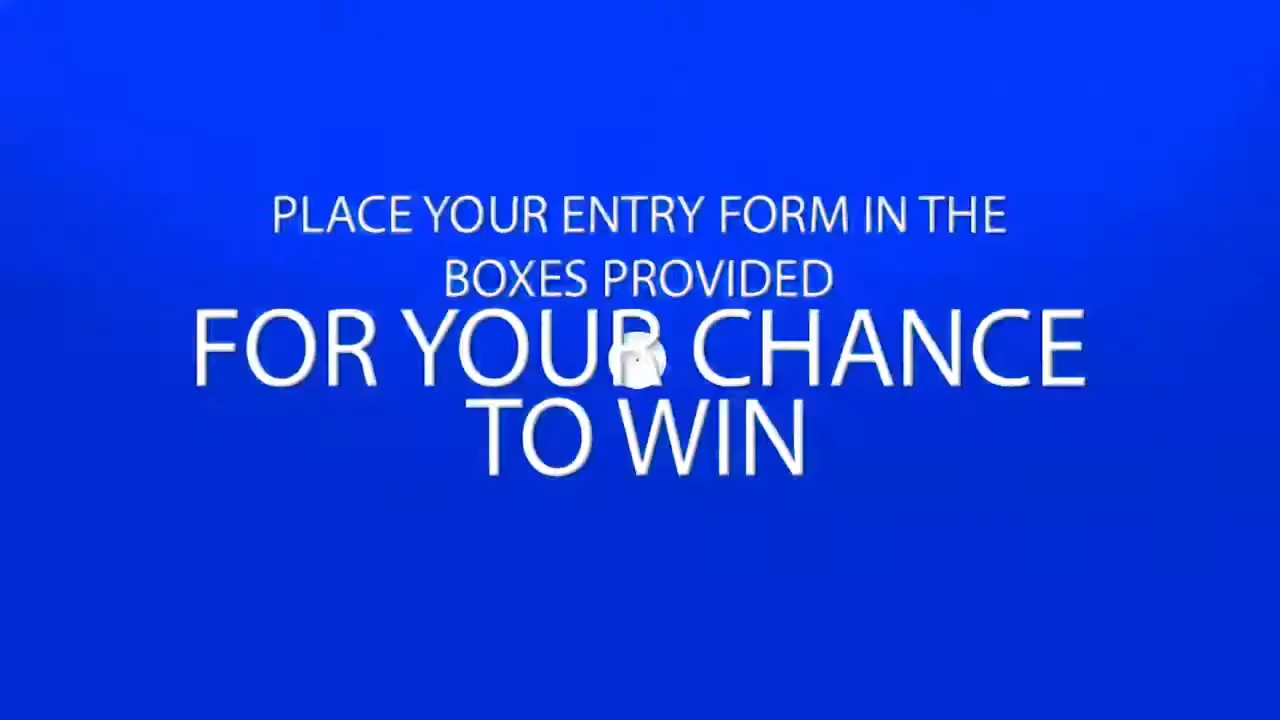 PLACE YOUR ENTRY FORM IN THE
BOXES PROVIDED
FOR YOUR CHANCE
TO WIN